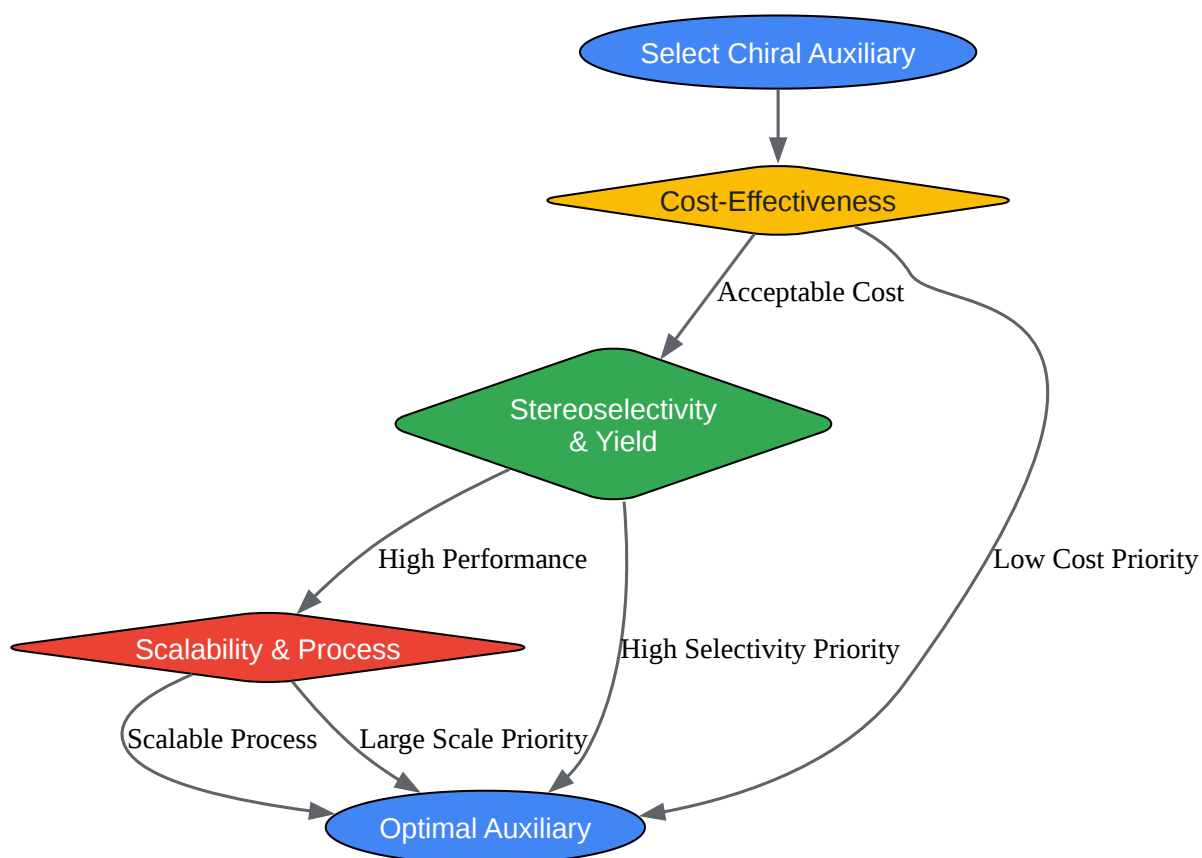 Select Chiral Auxiliary
Cost-Effectiveness
Acceptable Cost
Stereoselectivity
& Yield
High Performance
Low Cost Priority
Scalability & Process
High Selectivity Priority
Scalable Process
Large Scale Priority
Optimal Auxiliary